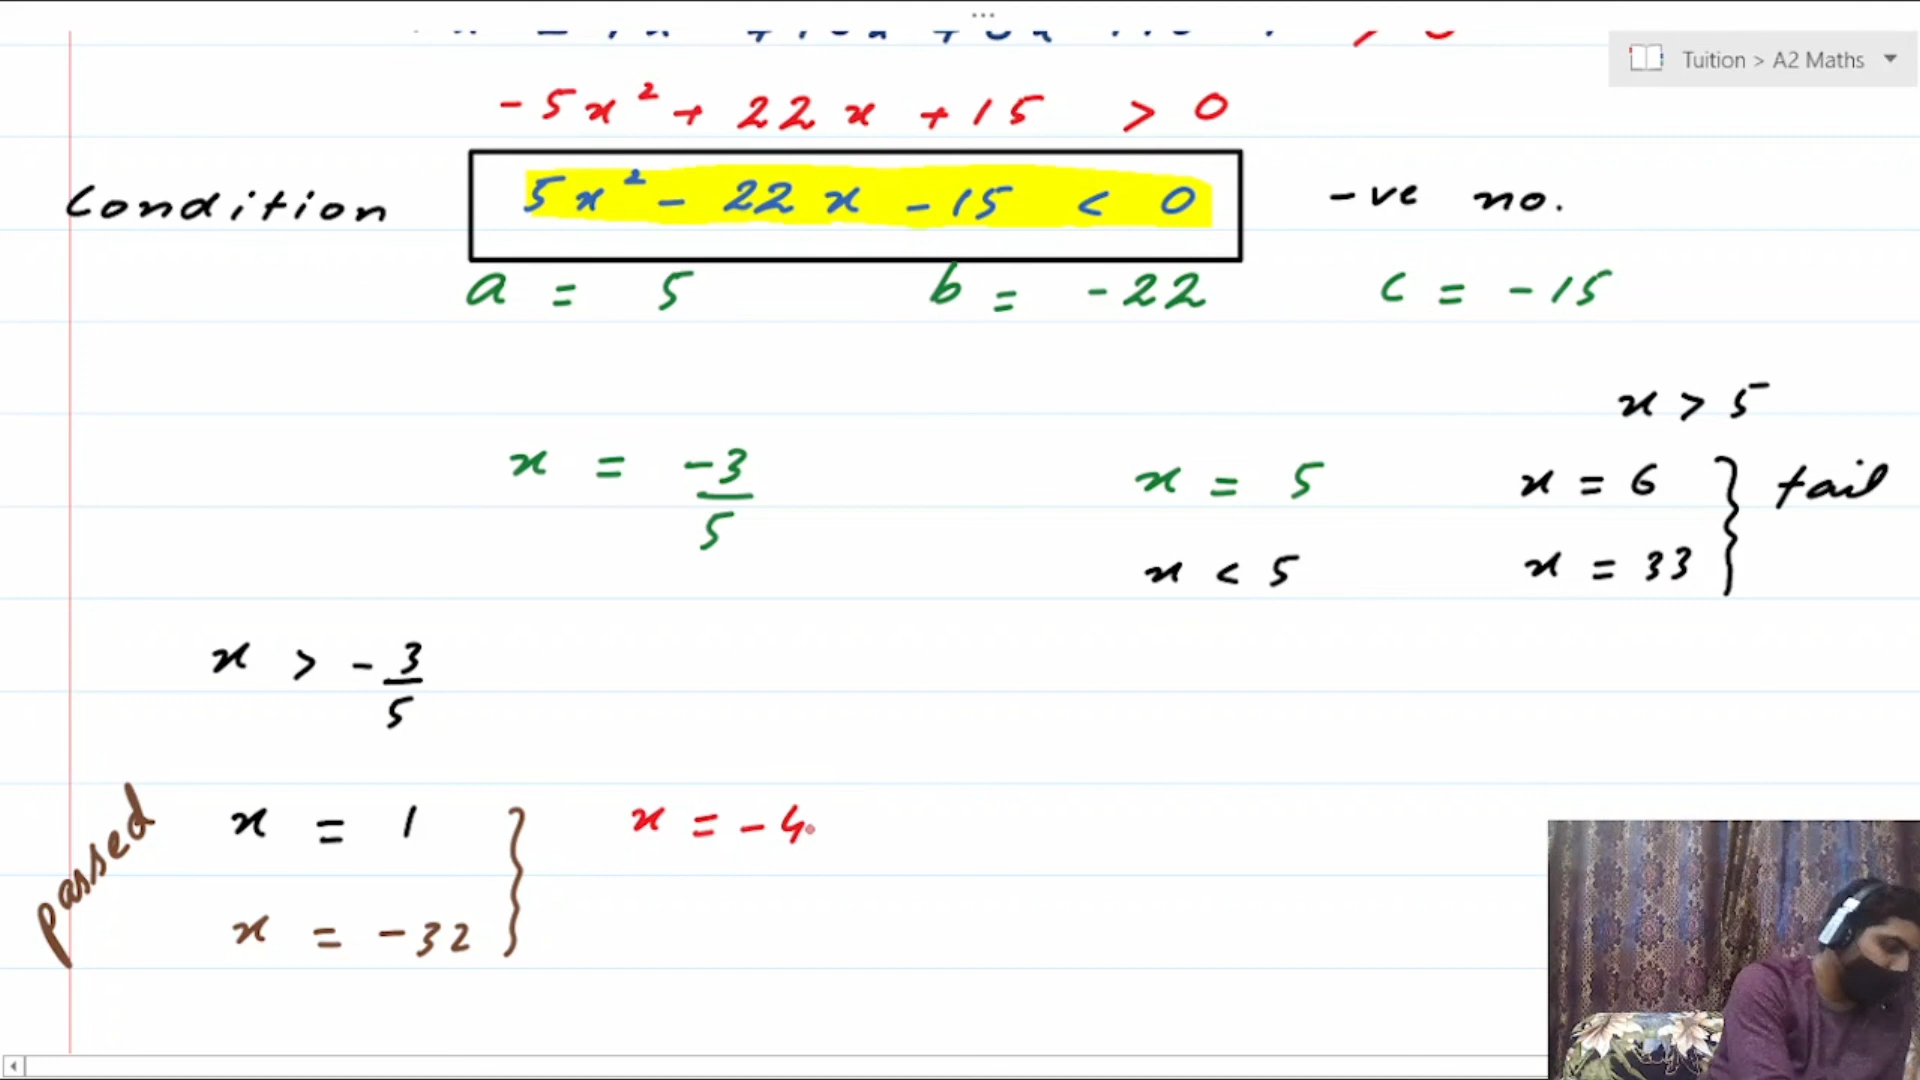 Tuition > A2 Maths
-5x² + 22x + 15 > 0
Condition 5x² - 22x - 15 < 0 -ve no.
a = 5 b = -22 c = -15
x > 5
x = -3/5 x = 5 x = 6 } fail
x < 5 x = 33
x > -3/5
passed x = 1 } x = -4
x = -32